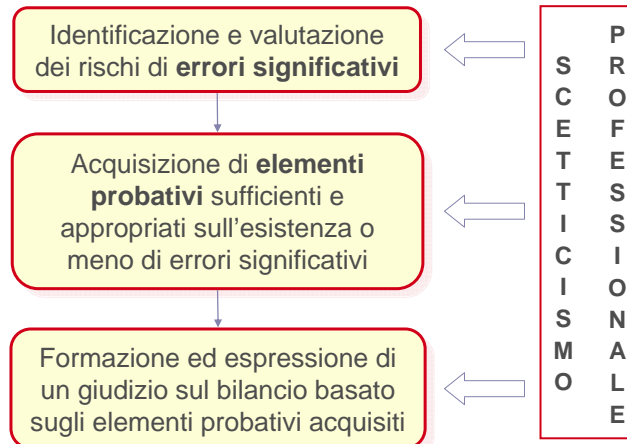 Identificazione e valutazione
dei rischi di errori significativi
Acquisizione di elementi
probativi sufficienti e
appropriati sull’esistenza o
meno di errori significativi
Formazione ed espressione di
un giudizio sul bilancio basato
sugli elementi probativi acquisiti
SCETTICISMO
PROFESSIONALE